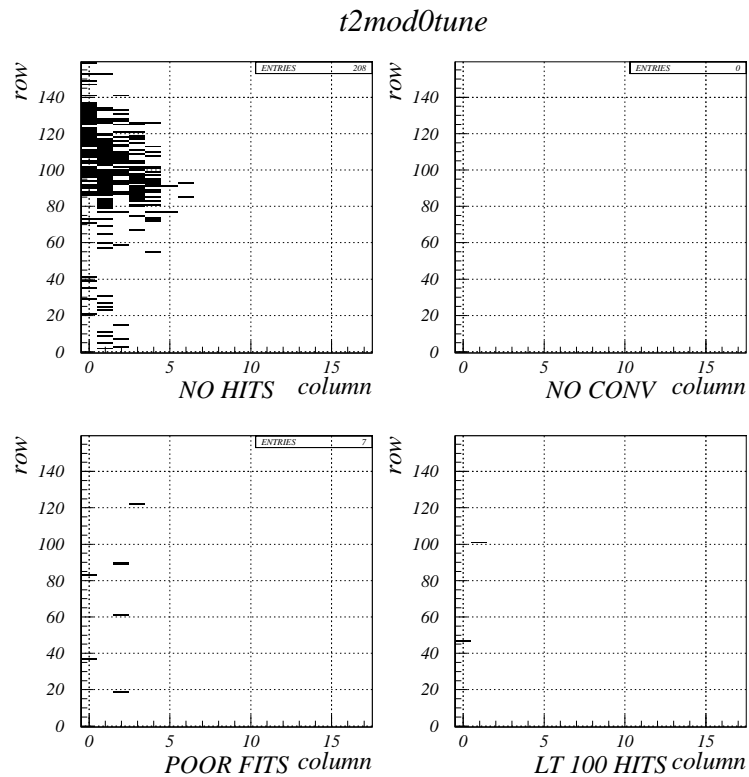 t2mod0tune
ENTRIES 208
row
140
120
100
80
60
40
20
0
0 5 10 15
NO HITS column
ENTRIES 0
row
140
120
100
80
60
40
20
0
0 5 10 15
NO CONV column
ENTRIES 7
row
140
120
100
80
60
40
20
0
0 5 10 15
POOR FITS column
row
140
120
100
80
60
40
20
0
0 5 10 15
LT 100 HITS column